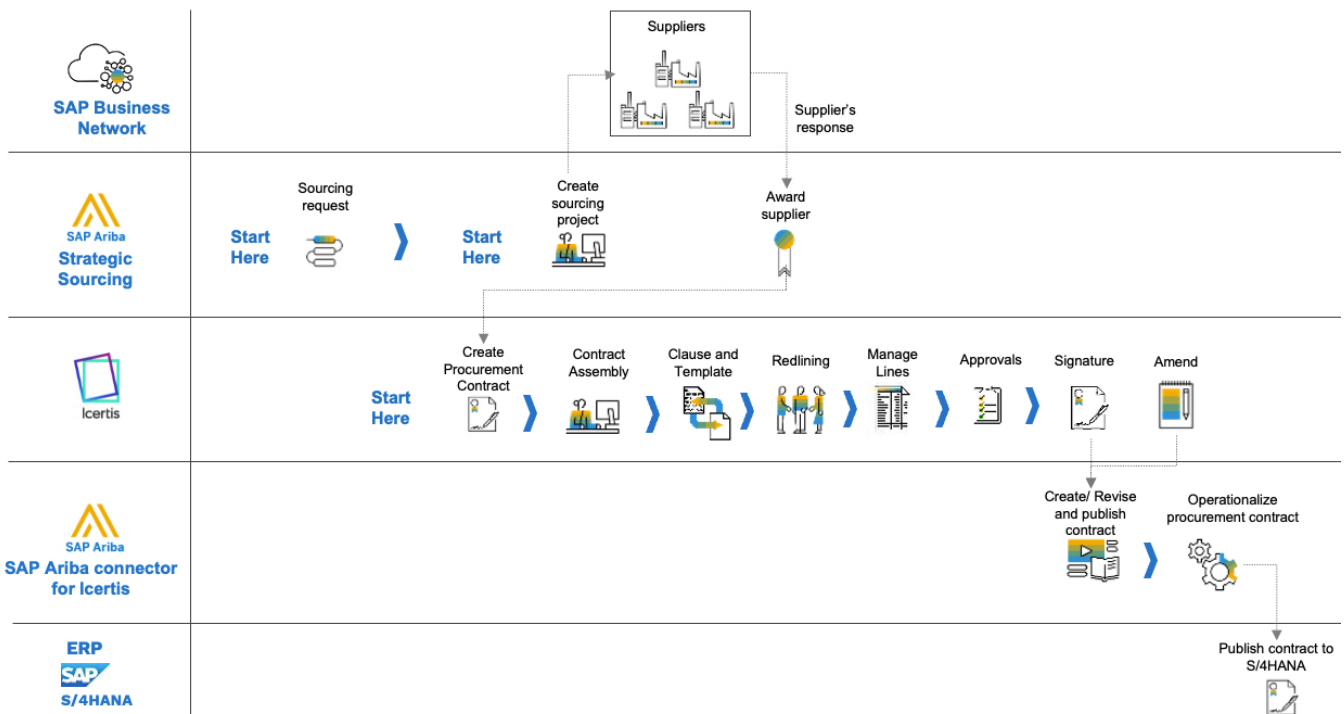 Suppliers
SAP Business
Network
Supplier's
response
SAP Ariba
Strategic
Sourcing
Start
Here
Sourcing
request
Start
Here
Create
sourcing
project
Award
supplier
Icertis
Start
Here
Create
Procurement
Contract
Contract
Assembly
Clause and
Template
Redlining
Manage
Lines
Approvals
Signature
Amend
SAP Ariba
SAP Ariba connector
for Icertis
Create/ Revise
and publish
contract
Operationalize
procurement contract
ERP
SAP
S/4HANA
Publish contract to
S/4HANA